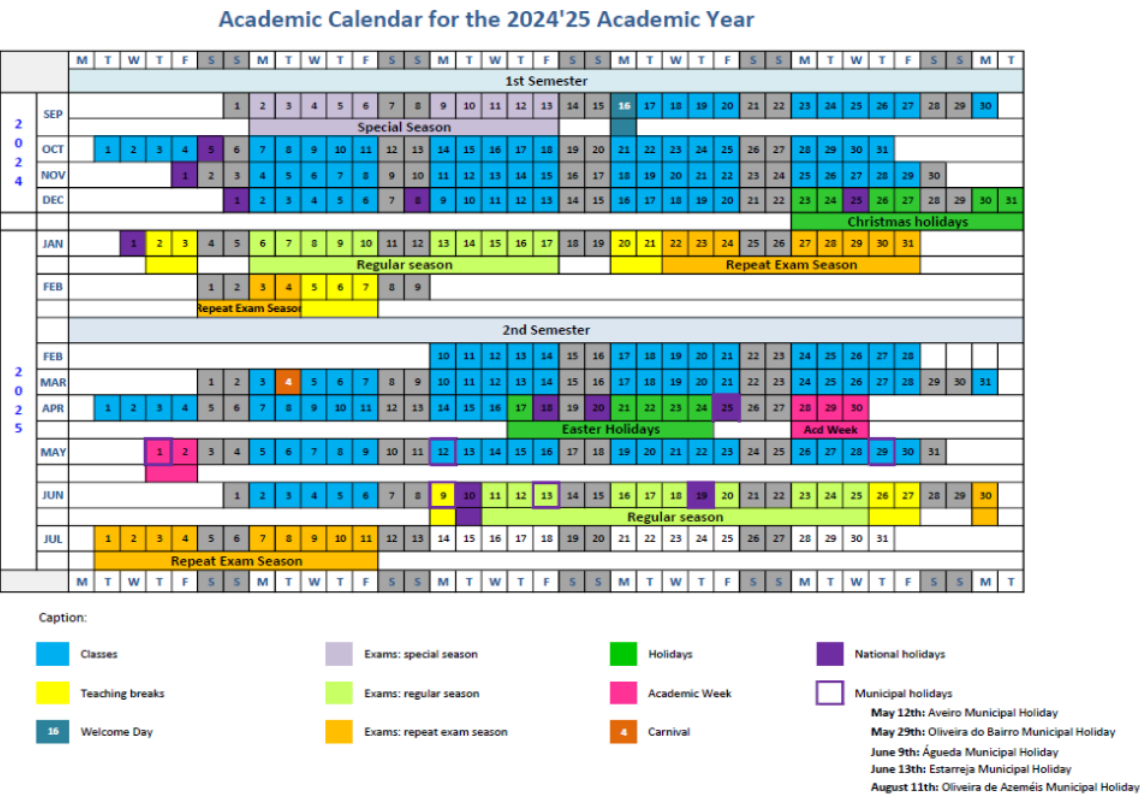 Academic Calendar for the 2024'25 Academic Year
M T W T F S S M T W T F S S M T W T F S S M T W T F S S M T W T F S S M T
1st Semester
SEP 1 2 3 4 5 6 7 8 9 10 11 12 13 14 15 16 17 18 19 20 21 22 23 24 25 26 27 28 29 30
Special Season
2024
OCT 1 2 3 4 5 6 7 8 9 10 11 12 13 14 15 16 17 18 19 20 21 22 23 24 25 26 27 28 29 30 31
NOV 1 2 3 4 5 6 7 8 9 10 11 12 13 14 15 16 17 18 19 20 21 22 23 24 25 26 27 28 29 30
DEC 1 2 3 4 5 6 7 8 9 10 11 12 13 14 15 16 17 18 19 20 21 22 23 24 25 26 27 28 29 30 31
Christmas holidays
JAN 1 2 3 4 5 6 7 8 9 10 11 12 13 14 15 16 17 18 19 20 21 22 23 24 25 26 27 28 29 30 31
Regular season Repeat Exam Season
FEB 1 2 3 4 5 6 7 8 9
Repeat Exam Season
2nd Semester
2025
FEB 10 11 12 13 14 15 16 17 18 19 20 21 22 23 24 25 26 27 28
MAR 1 2 3 4 5 6 7 8 9 10 11 12 13 14 15 16 17 18 19 20 21 22 23 24 25 26 27 28 29 30 31
APR 1 2 3 4 5 6 7 8 9 10 11 12 13 14 15 16 17 18 19 20 21 22 23 24 25 26 27 28 29 30
Easter Holidays Acd Week
MAY 1 2 3 4 5 6 7 8 9 10 11 12 13 14 15 16 17 18 19 20 21 22 23 24 25 26 27 28 29 30 31
JUN 1 2 3 4 5 6 7 8 9 10 11 12 13 14 15 16 17 18 19 20 21 22 23 24 25 26 27 28 29 30
Regular season
JUL 1 2 3 4 5 6 7 8 9 10 11 12 13 14 15 16 17 18 19 20 21 22 23 24 25 26 27 28 29 30 31
Repeat Exam Season
M T W T F S S M T W T F S S M T W T F S S M T W T F S S M T W T F S S M T
Caption:
Classes Exams: special season Holidays National holidays
Teaching breaks Exams: regular season Academic Week Municipal holidays
16 Welcome Day Exams: repeat exam season 4 Carnival
May 12th: Aveiro Municipal Holiday
May 29th: Oliveira do Bairro Municipal Holiday
June 9th: Águeda Municipal Holiday
June 13th: Estarreja Municipal Holiday
August 11th: Oliveira de Azeméis Municipal Holiday